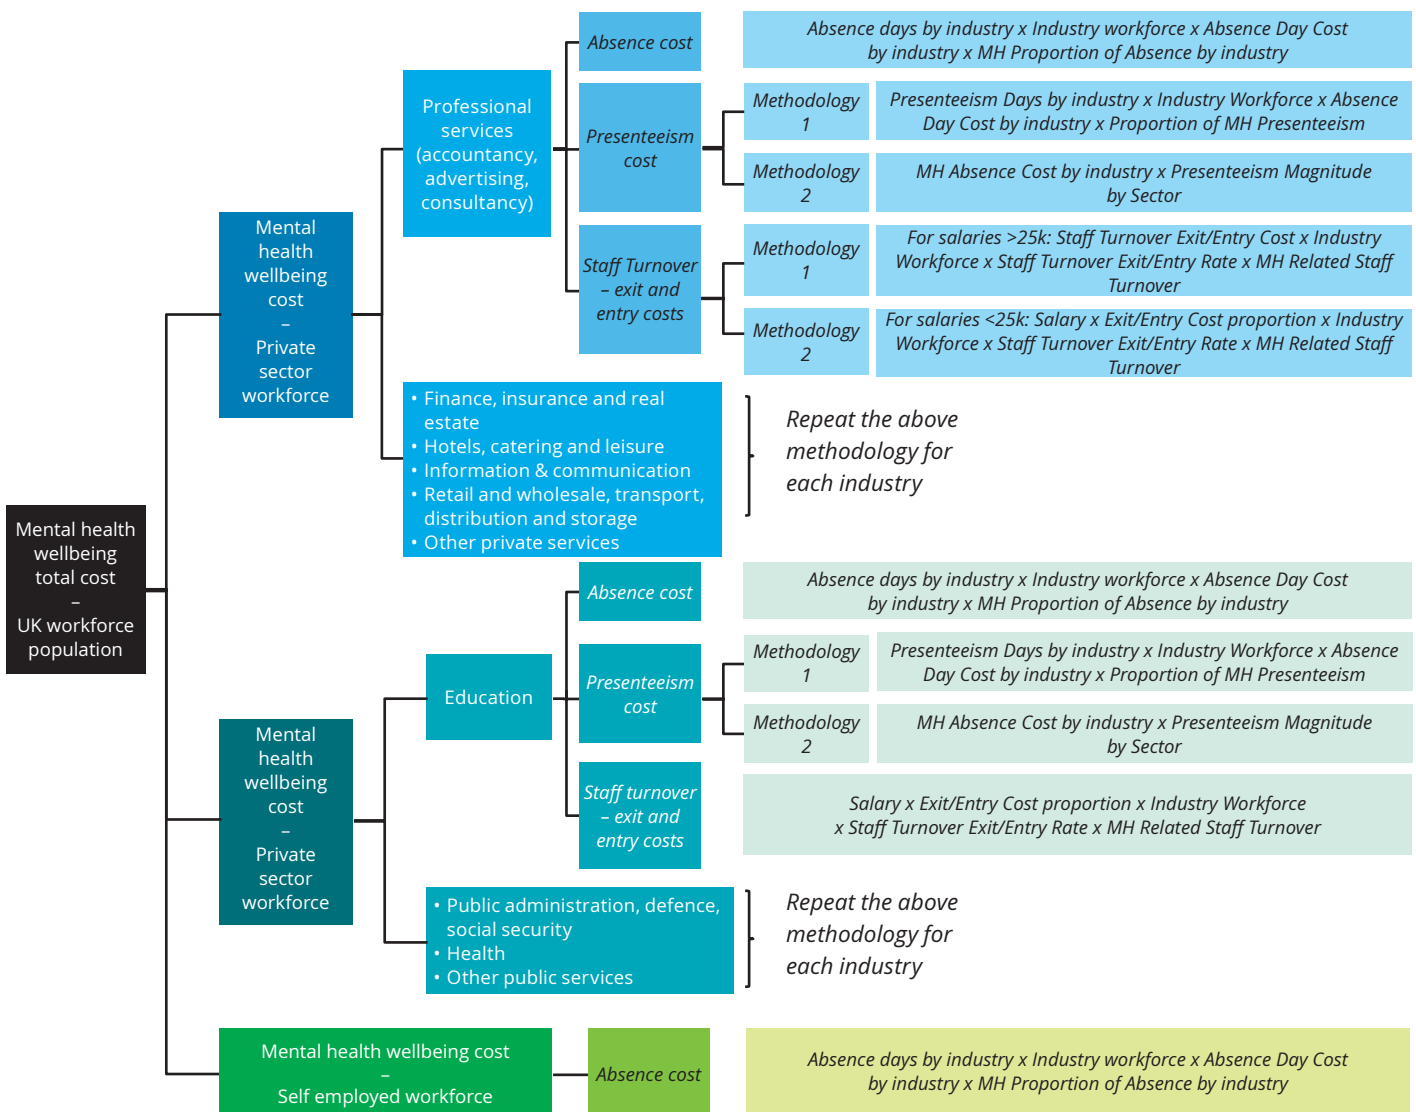 Mental health
wellbeing
total cost
–
UK workforce
population
Mental
health
wellbeing
cost
–
Private
sector
workforce
Professional
services
(accountancy,
advertising,
consultancy)
Absence cost
Absence days by industry x Industry workforce x Absence Day Cost
by industry x MH Proportion of Absence by industry
Presenteeism
cost
Methodology
1
Presenteeism Days by industry x Industry Workforce x Absence
Day Cost by industry x Proportion of MH Presenteeism
Methodology
2
MH Absence Cost by industry x Presenteeism Magnitude
by Sector
Staff Turnover
– exit and
entry costs
Methodology
1
For salaries >25k: Staff Turnover Exit/Entry Cost x Industry
Workforce x Staff Turnover Exit/Entry Rate x MH Related Staff
Turnover
Methodology
2
For salaries <25k: Salary x Exit/Entry Cost proportion x Industry
Workforce x Staff Turnover Exit/Entry Rate x MH Related Staff
Turnover
• Finance, insurance and real
estate
• Hotels, catering and leisure
• Information & communication
• Retail and wholesale, transport,
distribution and storage
• Other private services
Repeat the above
methodology for
each industry
Mental
health
wellbeing
cost
–
Private
sector
workforce
Education
Absence cost
Absence days by industry x Industry workforce x Absence Day Cost
by industry x MH Proportion of Absence by industry
Presenteeism
cost
Methodology
1
Presenteeism Days by industry x Industry Workforce x Absence
Day Cost by industry x Proportion of MH Presenteeism
Methodology
2
MH Absence Cost by industry x Presenteeism Magnitude
by Sector
Staff turnover
– exit and
entry costs
Salary x Exit/Entry Cost proportion x Industry Workforce
x Staff Turnover Exit/Entry Rate x MH Related Staff Turnover
• Public administration, defence,
social security
• Health
• Other public services
Repeat the above
methodology for
each industry
Mental health wellbeing cost
–
Self employed workforce
Absence cost
Absence days by industry x Industry workforce x Absence Day Cost
by industry x MH Proportion of Absence by industry